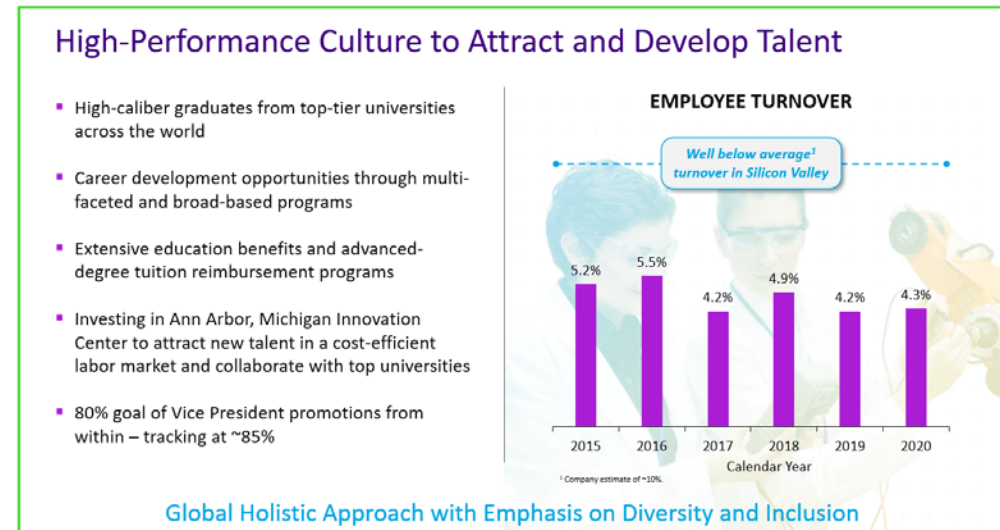 High-Performance Culture to Attract and Develop Talent
▪ High-caliber graduates from top-tier universities
across the world
▪ Career development opportunities through multi-
faceted and broad-based programs
▪ Extensive education benefits and advanced-
degree tuition reimbursement programs
▪ Investing in Ann Arbor, Michigan Innovation
Center to attract new talent in a cost-efficient
labor market and collaborate with top universities
▪ 80% goal of Vice President promotions from
within – tracking at ~85%
EMPLOYEE TURNOVER
Well below average¹
turnover in Silicon Valley
5.2% 5.5% 4.2% 4.9% 4.2% 4.3%
2015 2016 2017 2018 2019 2020
Calendar Year
¹ Company estimate of ~10%.
Global Holistic Approach with Emphasis on Diversity and Inclusion